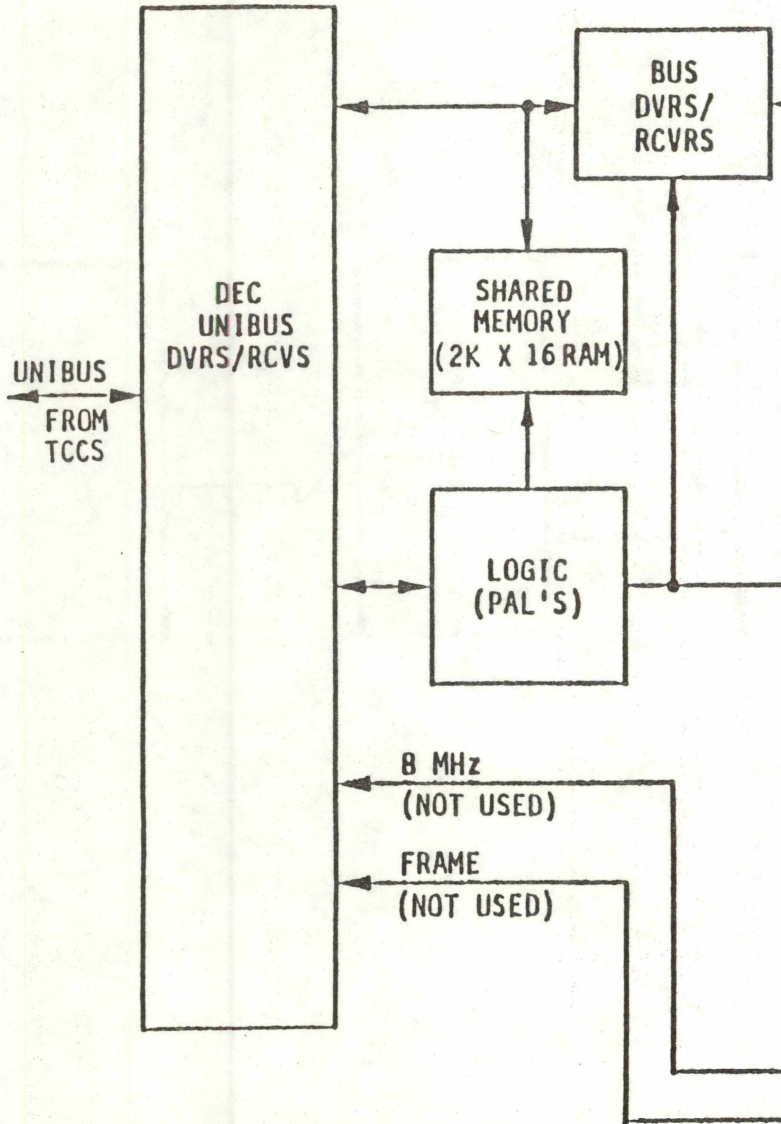 BUS
DVRS/
RCVRS
DEC
UNIBUS
DVRS/RCVS
SHARED
MEMORY
(2K X 16 RAM)
UNIBUS
FROM
TCCS
LOGIC
(PAL'S)
8 MHz
(NOT USED)
FRAME
(NOT USED)